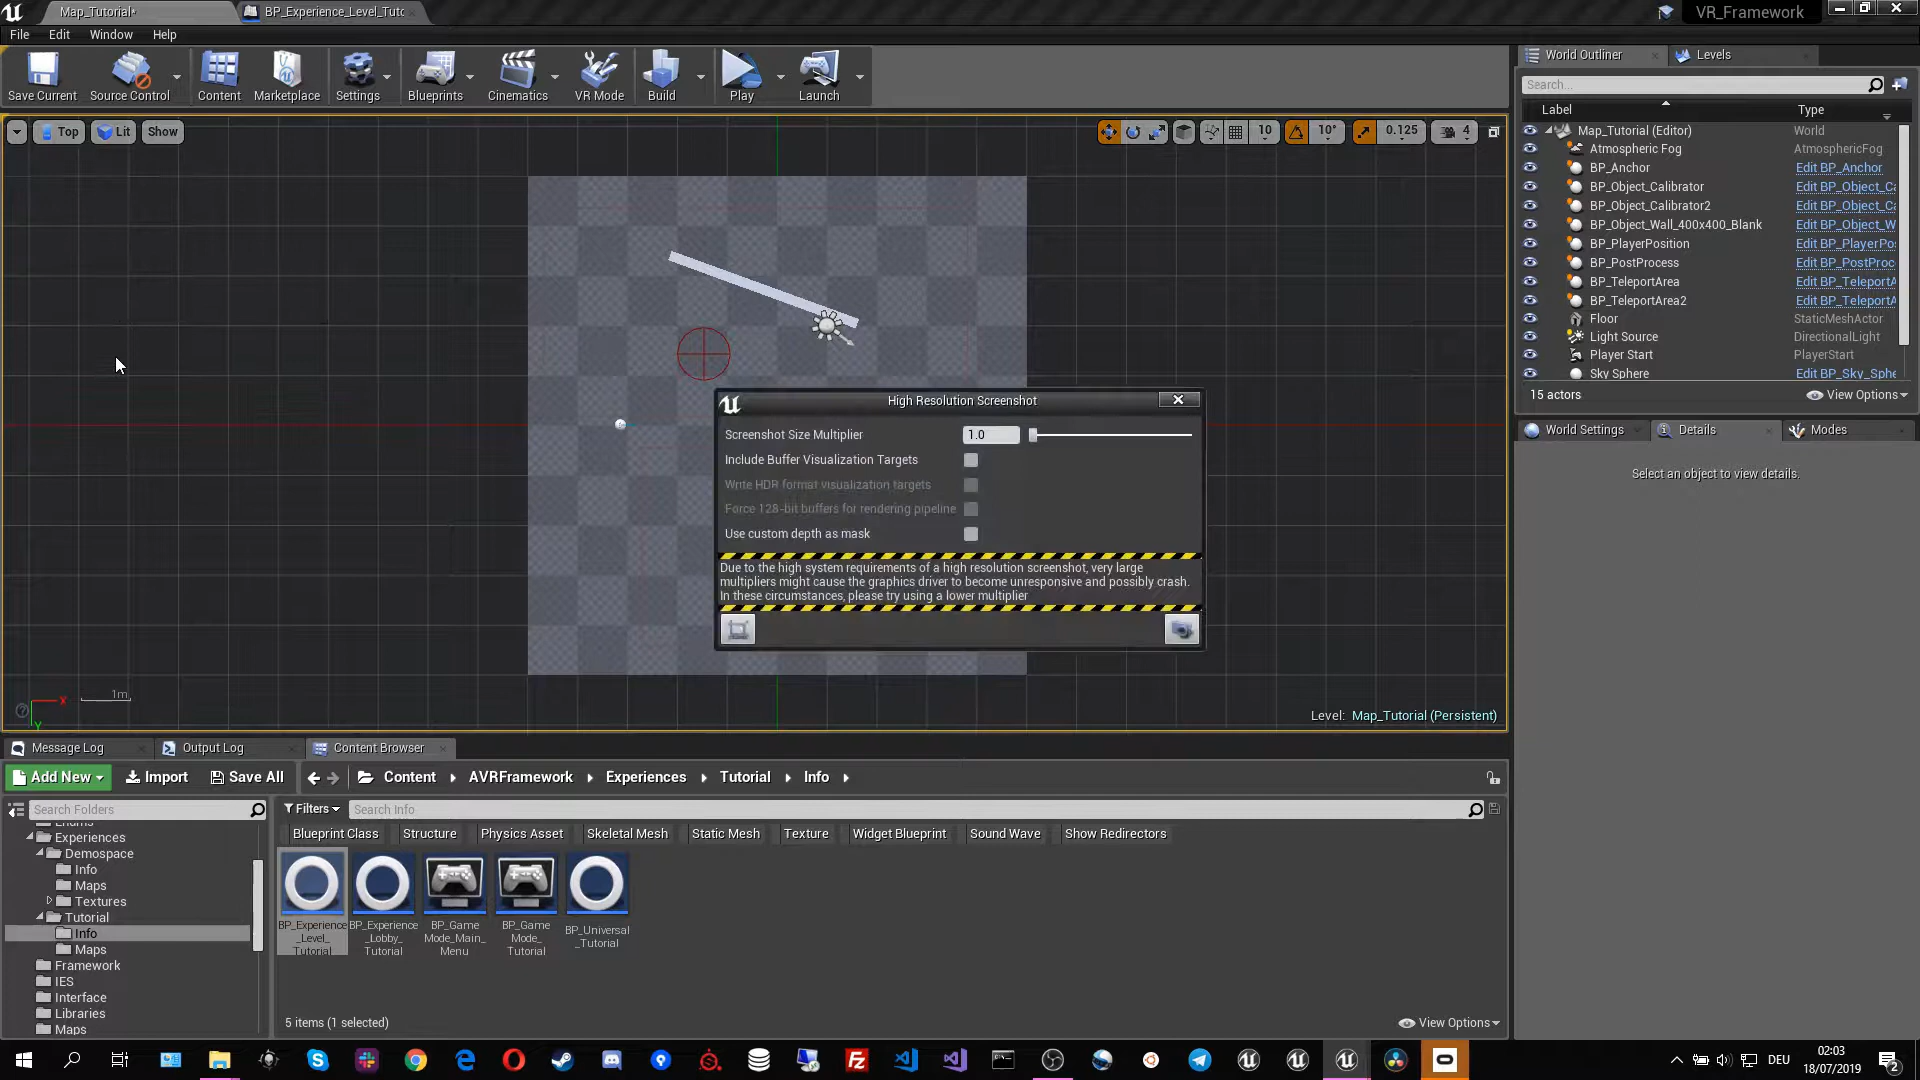 Map_Tutorial*
BP_Experience_Level_Tuto
VR_Framework
File Edit Window Help
Save Current
Source Control
Content
Marketplace
Settings
Blueprints
Cinematics
VR Mode
Build
Play
Launch
Top
Lit
Show
10
10°
0.125
4
World Outliner
Levels
Search...
Label
Type
Map_Tutorial (Editor) World
Atmospheric Fog AtmosphericFog
BP_Anchor Edit BP_Anchor
BP_Object_Calibrator Edit BP_Object_Ca
BP_Object_Calibrator2 Edit BP_Object_Ca
BP_Object_Wall_400x400_Blank Edit BP_Object_W
BP_PlayerPosition Edit BP_PlayerPos
BP_PostProcess Edit BP_PostProc
BP_TeleportArea Edit BP_TeleportA
BP_TeleportArea2 Edit BP_TeleportA
Floor StaticMeshActor
Light Source DirectionalLight
Player Start PlayerStart
Sky Sphere Edit BP_Sky_Sphe
15 actors
View Options
World Settings
Details
Modes
Select an object to view details.
High Resolution Screenshot
Screenshot Size Multiplier 1.0
Include Buffer Visualization Targets
Write HDR format visualization targets
Force 128-bit buffers for rendering pipeline
Use custom depth as mask
Due to the high system requirements of a high resolution screenshot, very large
multipliers might cause the graphics driver to become unresponsive and possibly crash.
In these circumstances, please try using a lower multiplier
1m
X
Y
Level: Map_Tutorial (Persistent)
Message Log
Output Log
Content Browser
Add New
Import
Save All
Content
AVRFramework
Experiences
Tutorial
Info
Search Folders
Filters
Search Info
Blueprint Class
Structure
Physics Asset
Skeletal Mesh
Static Mesh
Texture
Widget Blueprint
Sound Wave
Show Redirectors
Enums
Experiences
Demospace
Info
Maps
Textures
Tutorial
Info
Maps
Framework
IES
Interface
Libraries
Maps
BP_Experience
_Level_
Tutorial
BP_Experience
_Lobby_
Tutorial
BP_Game
Mode_Main_
Menu
BP_Game
Mode_
Tutorial
BP_Universal
_Tutorial
5 items (1 selected)
View Options
DEU
02:03
18/07/2019
2